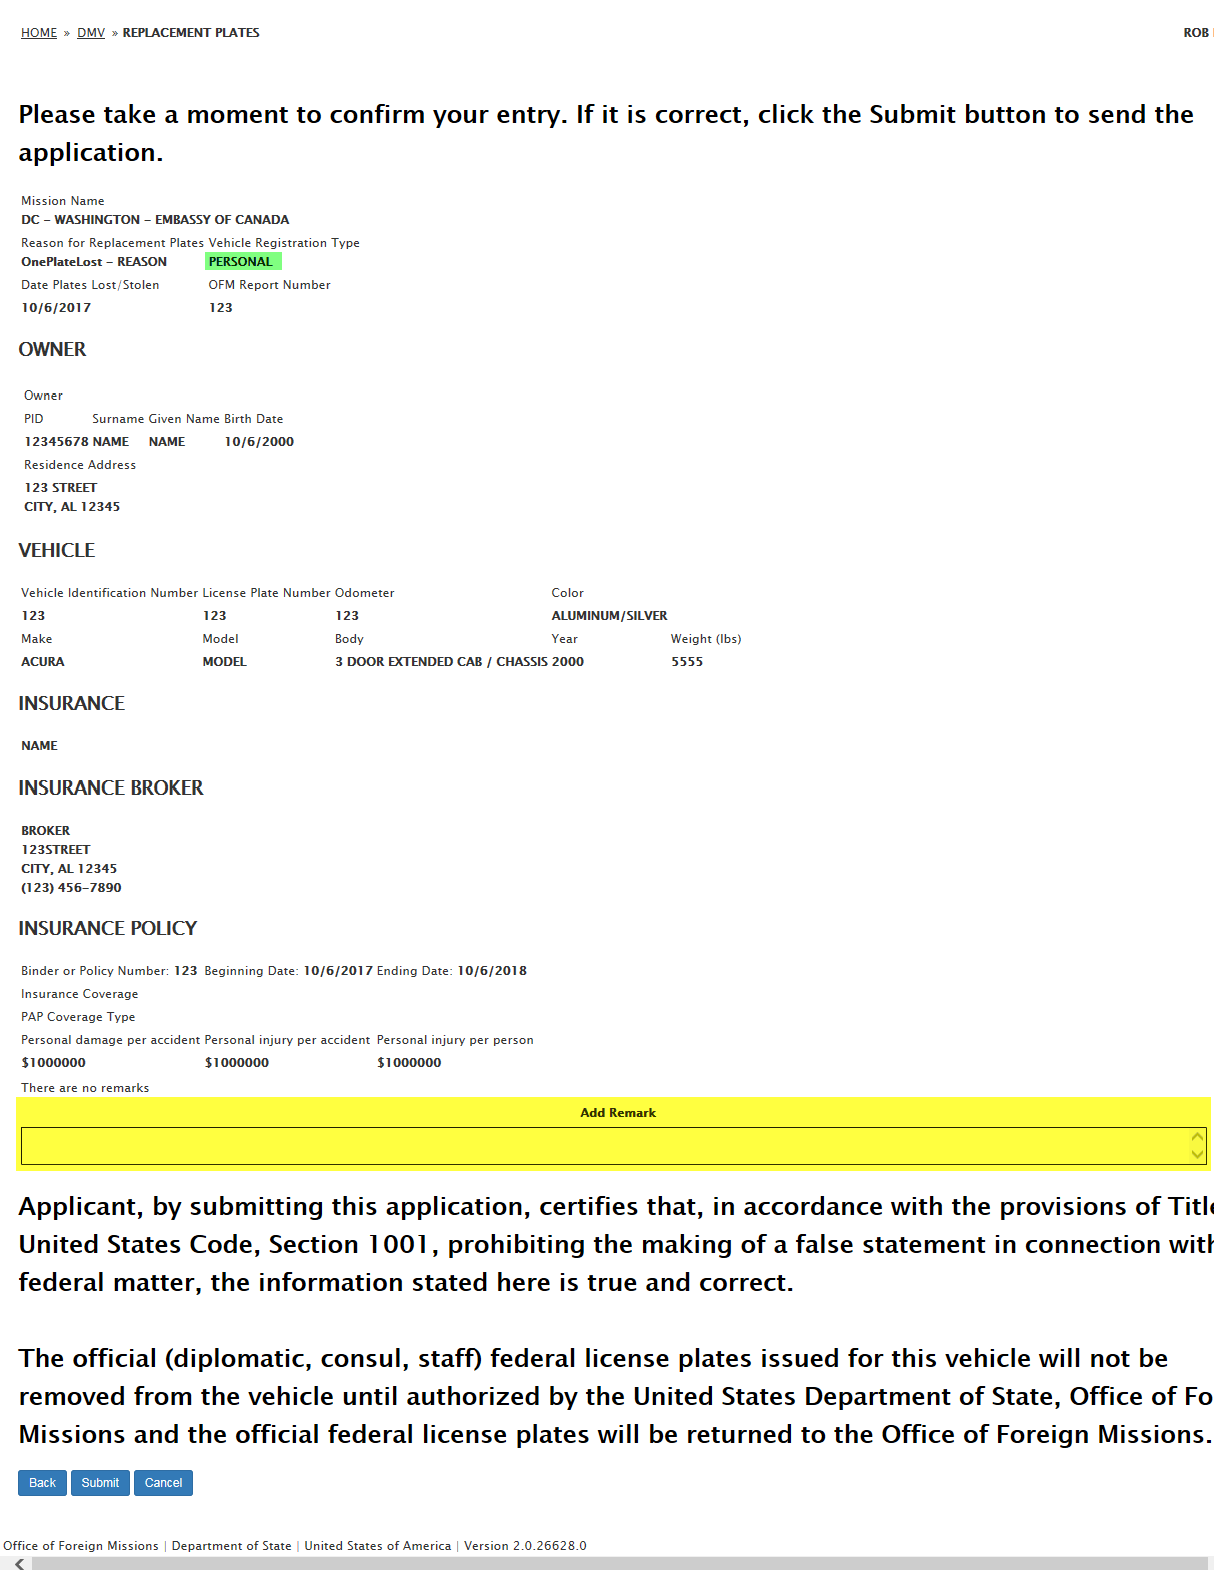 HOME » DMV » REPLACEMENT PLATES ROB
Please take a moment to confirm your entry. If it is correct, click the Submit button to send the
application.
Mission Name
DC - WASHINGTON - EMBASSY OF CANADA
Reason for Replacement Plates Vehicle Registration Type
OnePlateLost - REASON PERSONAL
Date Plates Lost/Stolen OFM Report Number
10/6/2017 123
OWNER
Owner
PID Surname Given Name Birth Date
12345678 NAME NAME 10/6/2000
Residence Address
123 STREET
CITY, AL 12345
VEHICLE
Vehicle Identification Number License Plate Number Odometer Color
123 123 123 ALUMINUM/SILVER
Make Model Body Year Weight (lbs)
ACURA MODEL 3 DOOR EXTENDED CAB / CHASSIS 2000 5555
INSURANCE
NAME
INSURANCE BROKER
BROKER
123STREET
CITY, AL 12345
(123) 456-7890
INSURANCE POLICY
Binder or Policy Number: 123 Beginning Date: 10/6/2017 Ending Date: 10/6/2018
Insurance Coverage
PAP Coverage Type
Personal damage per accident Personal injury per accident Personal injury per person
$1000000 $1000000 $1000000
There are no remarks
Add Remark
Applicant, by submitting this application, certifies that, in accordance with the provisions of Title
United States Code, Section 1001, prohibiting the making of a false statement in connection with
federal matter, the information stated here is true and correct.
The official (diplomatic, consul, staff) federal license plates issued for this vehicle will not be
removed from the vehicle until authorized by the United States Department of State, Office of Fo
Missions and the official federal license plates will be returned to the Office of Foreign Missions.
Back Submit Cancel
Office of Foreign Missions | Department of State | United States of America | Version 2.0.26628.0